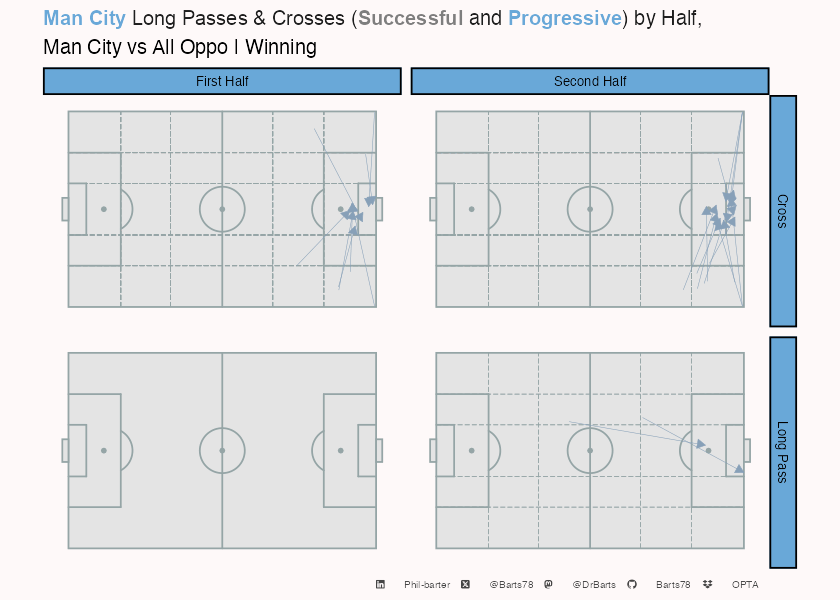 Man City Long Passes & Crosses (Successful and Progressive) by Half,
Man City vs All Oppo I Winning
First Half
Second Half
Cross
Long Pass
Phil-barter @Barts78 @DrBarts Barts78 OPTA